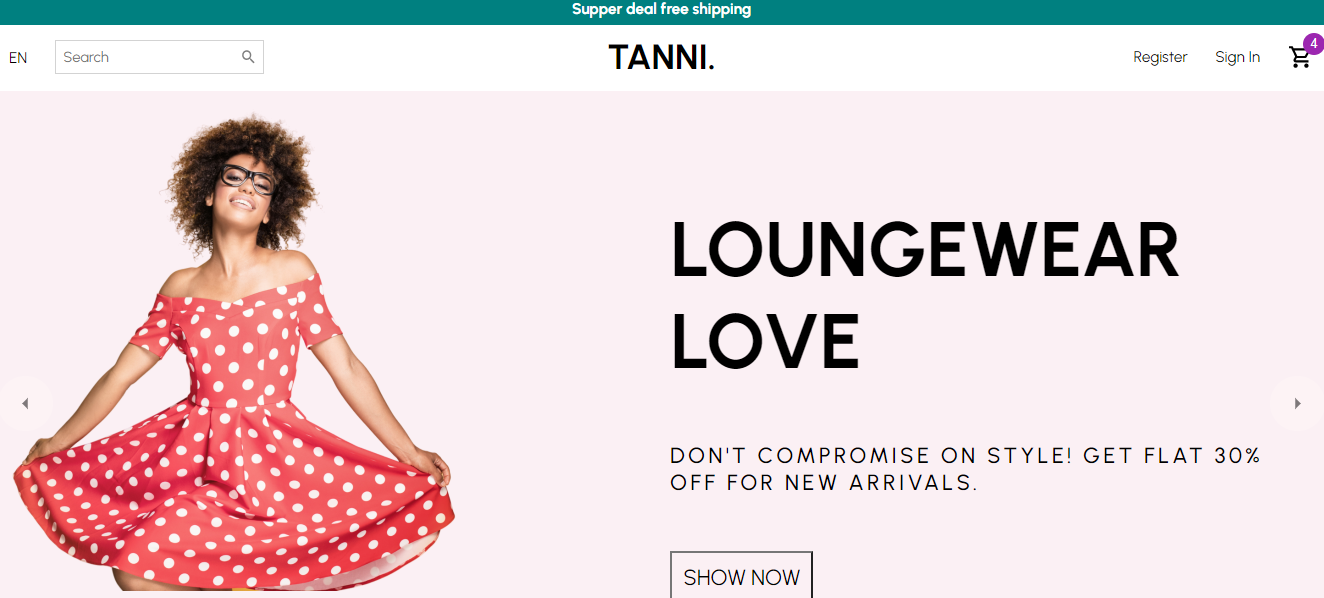 Supper deal free shipping
EN
Search
TANNI.
Register
Sign In
4
LOUNGEWEAR
LOVE
DON'T COMPROMISE ON STYLE! GET FLAT 30%
OFF FOR NEW ARRIVALS.
SHOW NOW